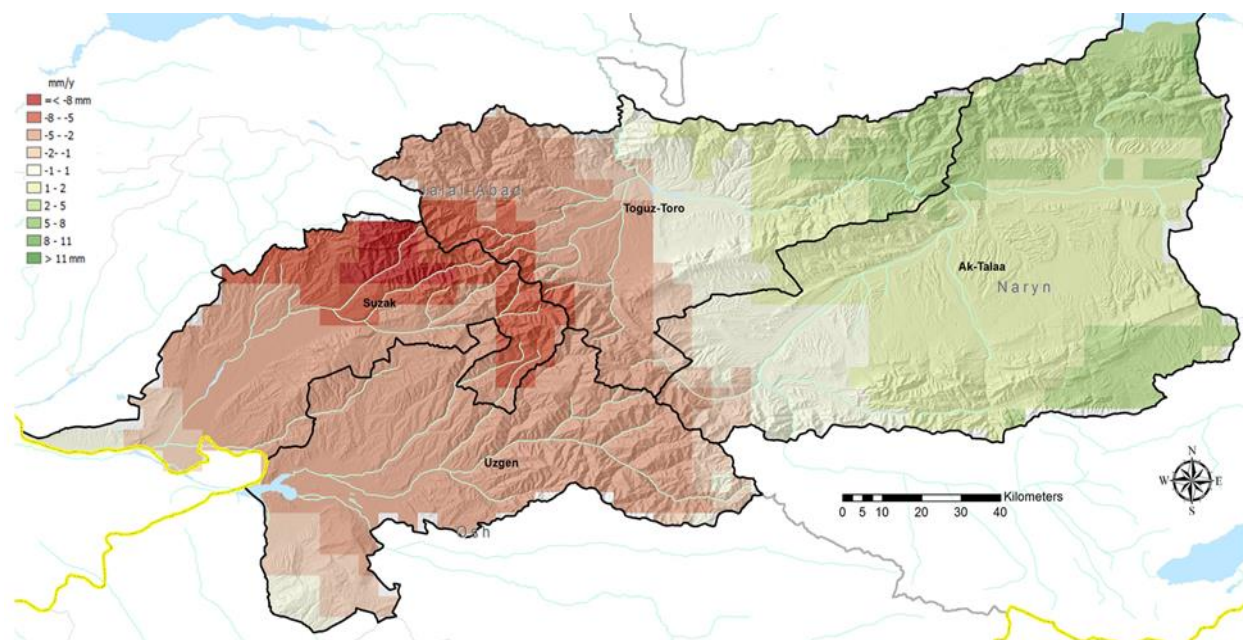 mm/y
=< -8 mm
-8 - -5
-5 - -2
-2- -1
-1 - 1
1 - 2
2 - 5
5 - 8
8 - 11
> 11 mm
Jalal-Abad
Toguz-Toro
Ak-Talaa
Naryn
Suzak
Uzgen
Osh
N
W E
S
Kilometers
0 5 10 20 30 40